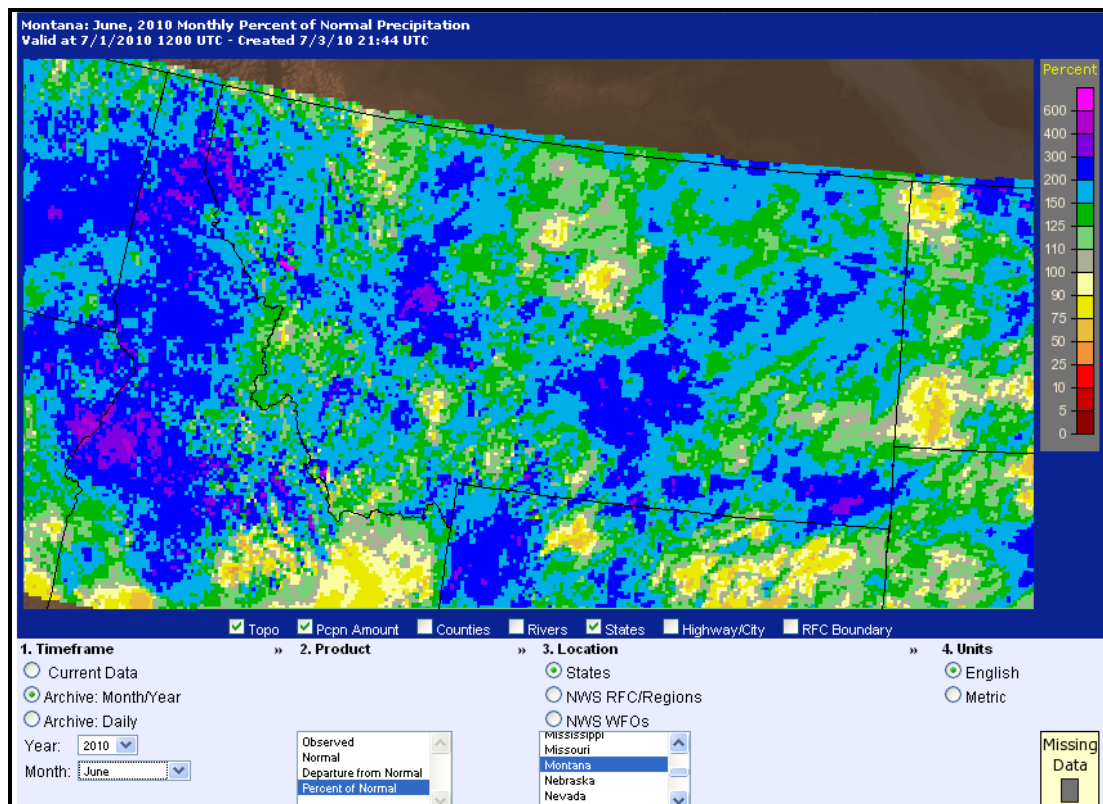 Montana: June, 2010 Monthly Percent of Normal Precipitation
Valid at 7/1/2010 1200 UTC - Created 7/3/10 21:44 UTC
Percent
600
400
300
200
150
125
110
100
90
75
50
25
10
5
0
Topo Pcpn Amount Counties Rivers States Highway/City RFC Boundary
1. Timeframe » 2. Product » 3. Location » 4. Units
Current Data
Archive: Month/Year
Archive: Daily
Year: 2010
Month: June
Observed
Normal
Departure from Normal
Percent of Normal
States
NWS RFC/Regions
NWS WFOs
Mississippi
Missouri
Montana
Nebraska
Nevada
English
Metric
Missing
Data